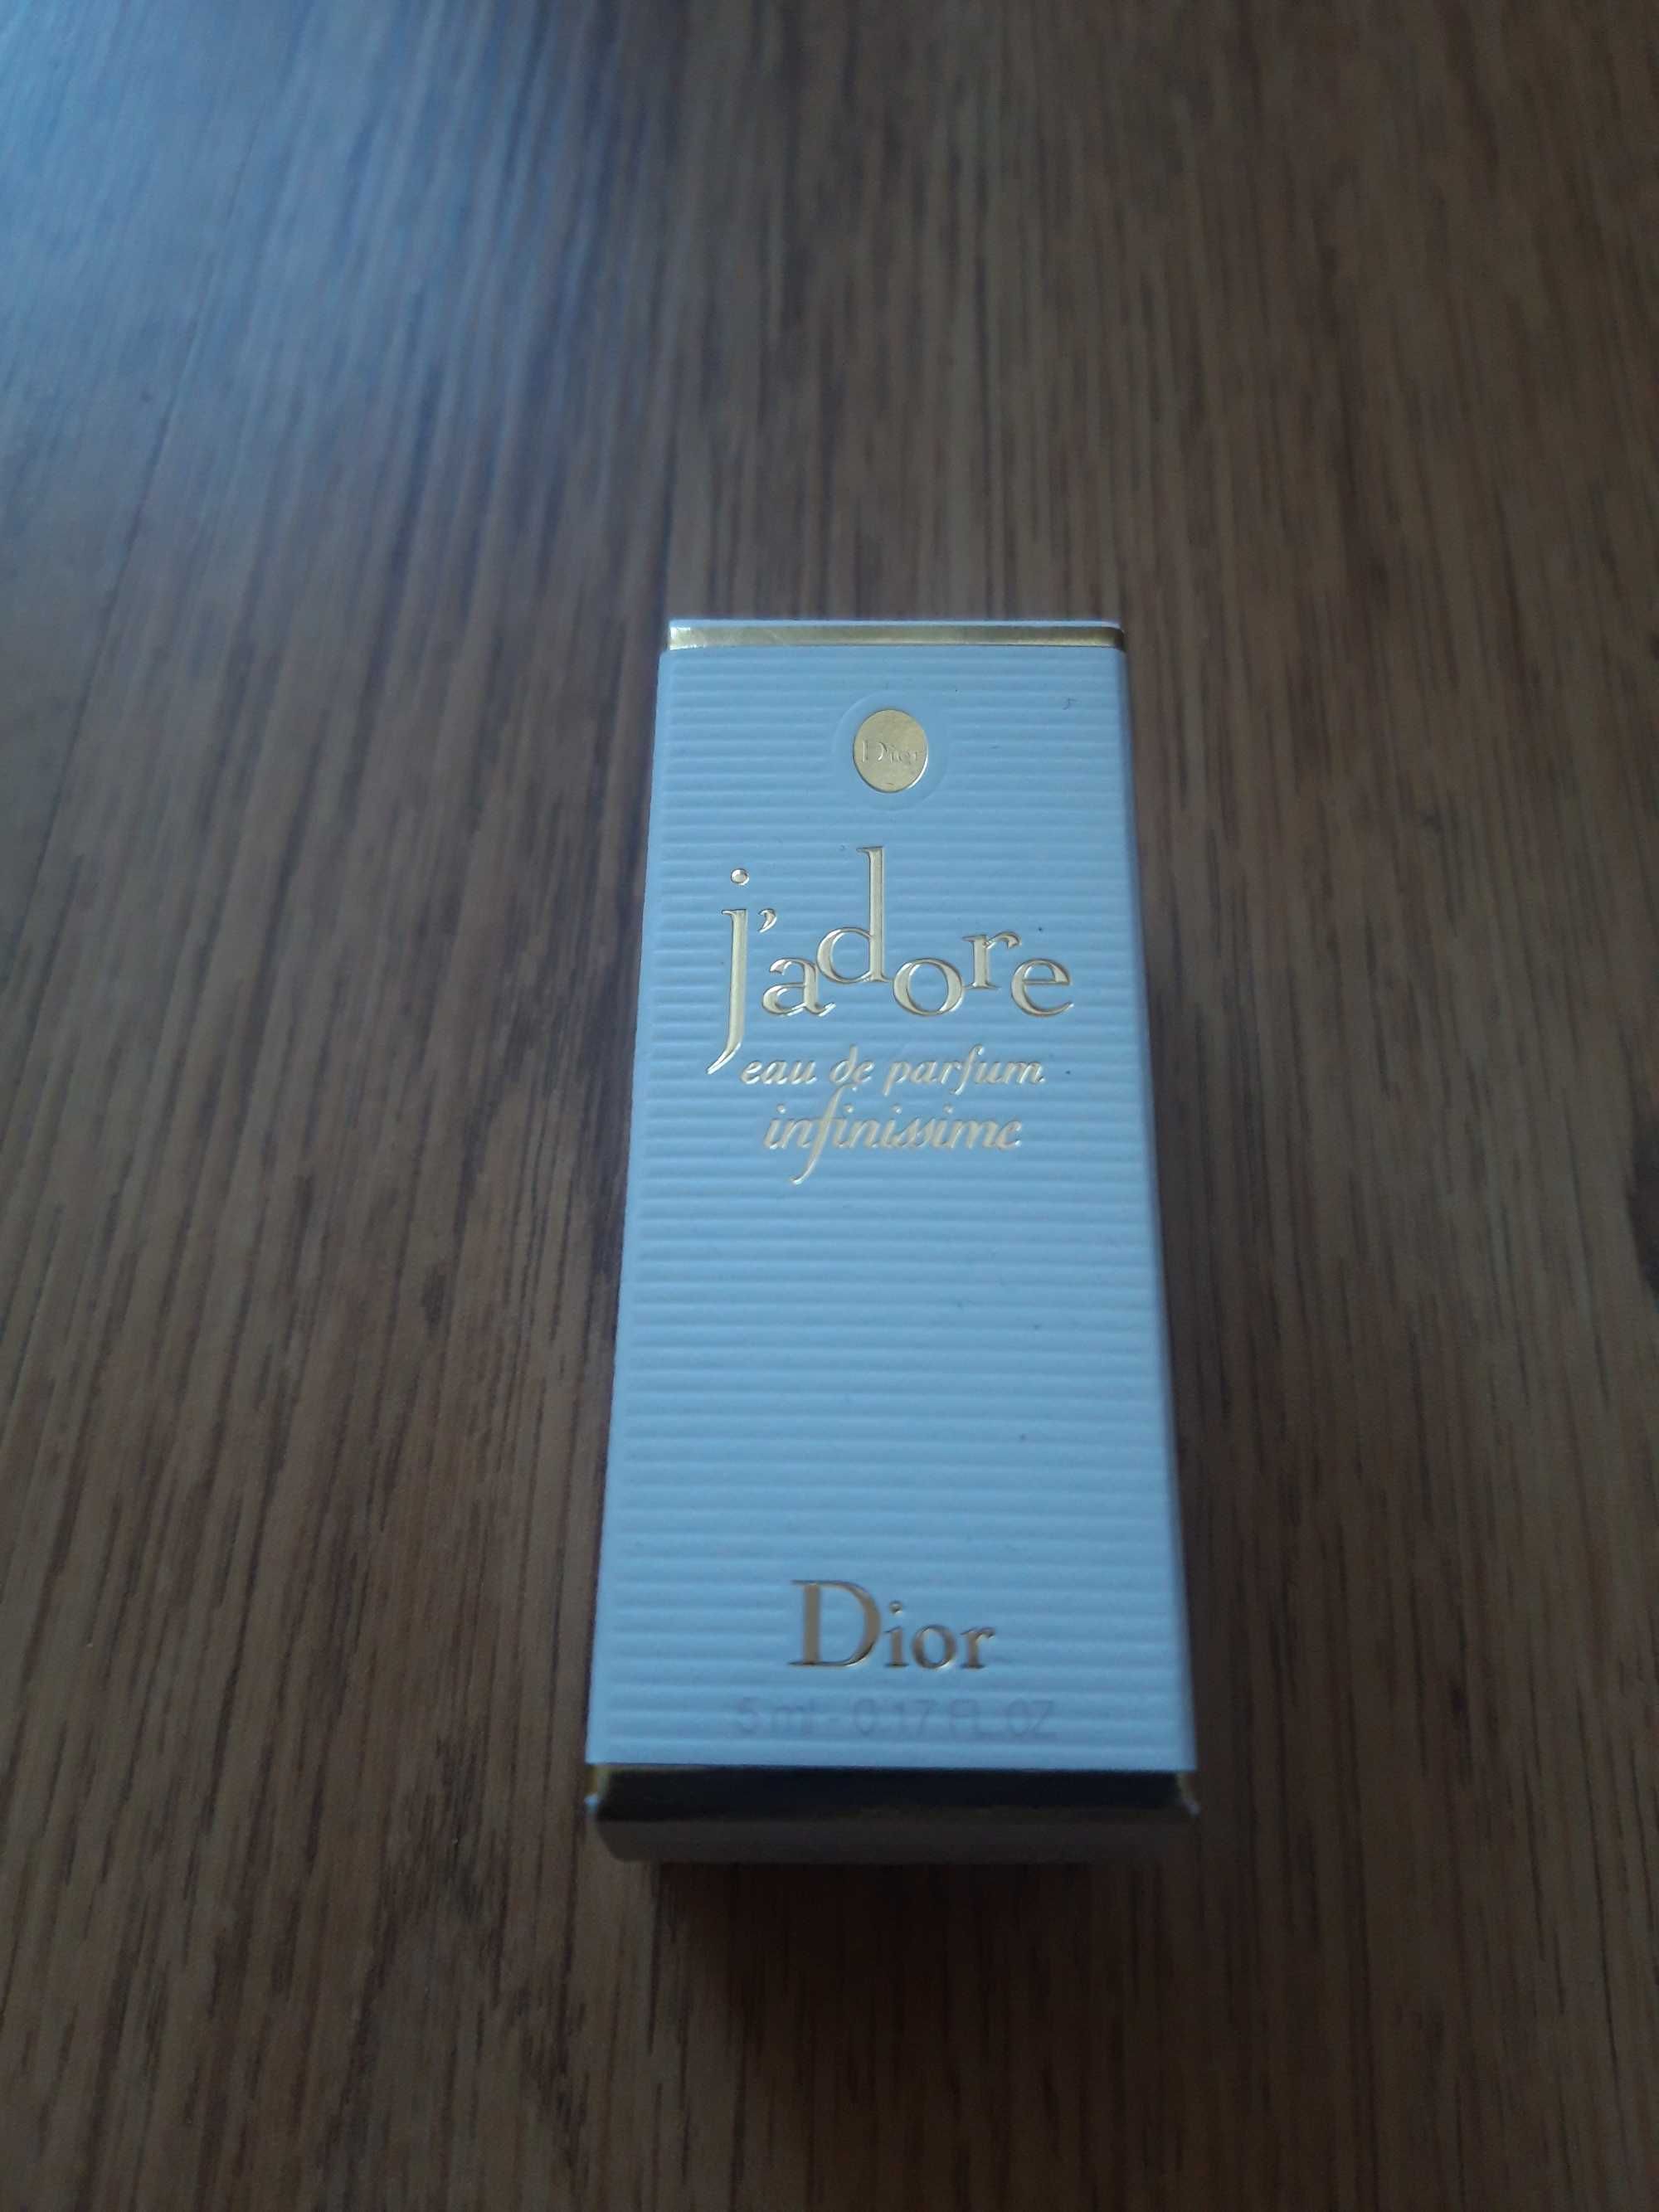 Dior
j'adore
eau de parfum
infinissime
Dior
5 ml - 0.17 FL.OZ